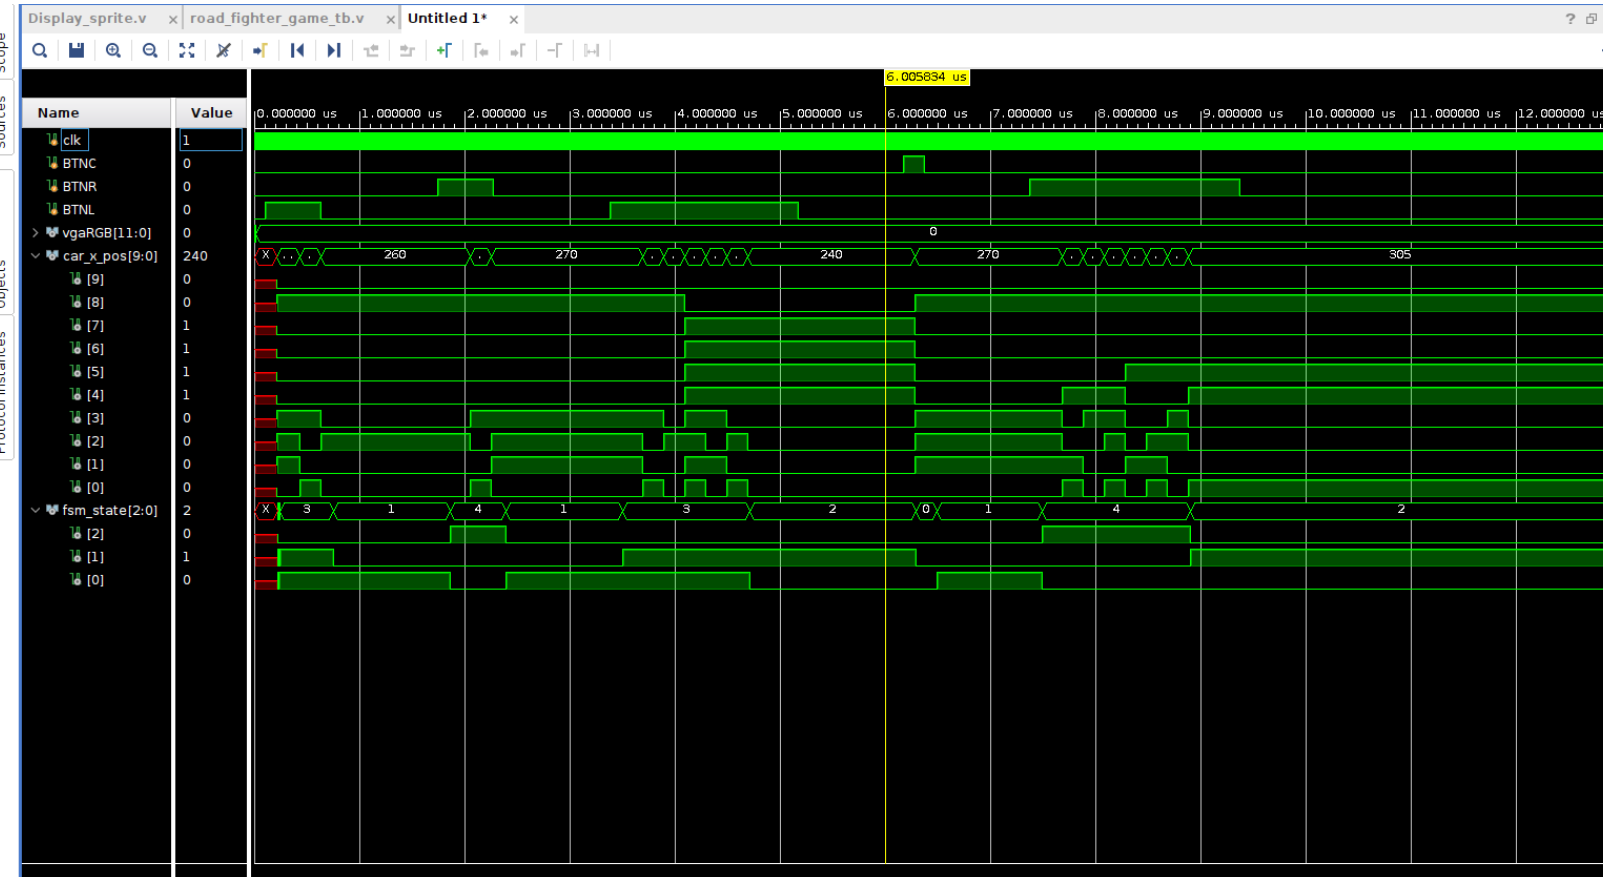 Display_sprite.v × road_fighter_game_tb.v × Untitled 1* × ?
Scope
Sources
Objects
Protocol Instances
6.005834 us
Name Value
0.000000 us 1.000000 us 2.000000 us 3.000000 us 4.000000 us 5.000000 us 6.000000 us 7.000000 us 8.000000 us 9.000000 us 10.000000 us 11.000000 us 12.000000 us
clk 1
BTNC 0
BTNR 0
BTNL 0
vgaRGB[11:0] 0 0
car_x_pos[9:0] 240 X . . . 260 . 270 . . . . . 240 270 . . . . . . 305
[9] 0
[8] 0
[7] 1
[6] 1
[5] 1
[4] 1
[3] 0
[2] 0
[1] 0
[0] 0
fsm_state[2:0] 2 X 3 1 4 1 3 2 0 1 4 2
[2] 0
[1] 1
[0] 0